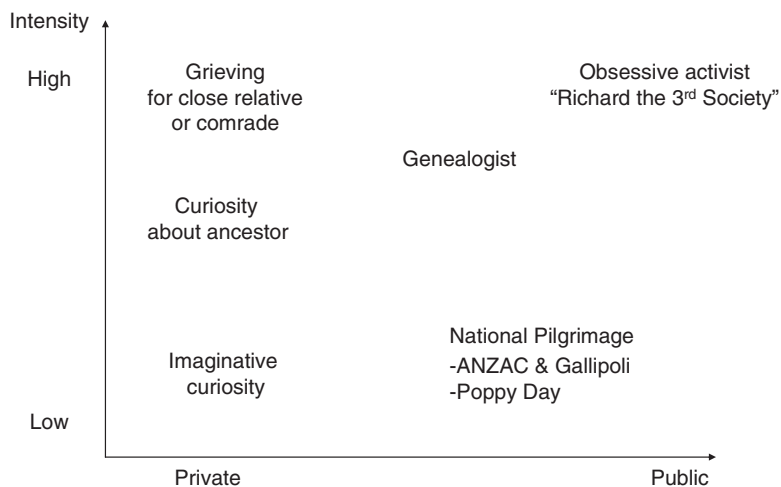 Intensity
High
Grieving
for close relative
or comrade
Obsessive activist
“Richard the 3rd Society”
Genealogist
Curiosity
about ancestor
National Pilgrimage
-ANZAC & Gallipoli
-Poppy Day
Imaginative
curiosity
Low
Private
Public